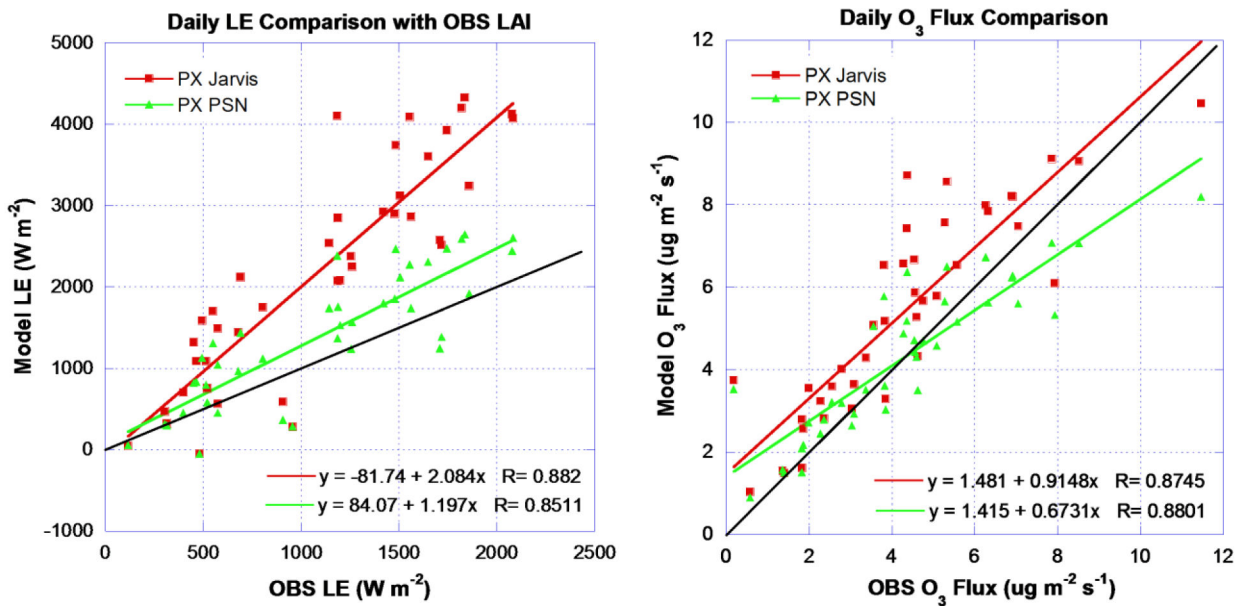 Daily LE Comparison with OBS LAI
5000
4000
3000
2000
1000
0
-1000
Model LE (W m⁻²)
PX Jarvis
PX PSN
y = -81.74 + 2.084x R= 0.882
y = 84.07 + 1.197x R= 0.8511
0 500 1000 1500 2000 2500
OBS LE (W m⁻²)
Daily O₃ Flux Comparison
12
10
8
6
4
2
0
Model O₃ Flux (ug m⁻² s⁻¹)
PX Jarvis
PX PSN
y = 1.481 + 0.9148x R= 0.8745
y = 1.415 + 0.6731x R= 0.8801
0 2 4 6 8 10 12
OBS O₃ Flux (ug m⁻² s⁻¹)